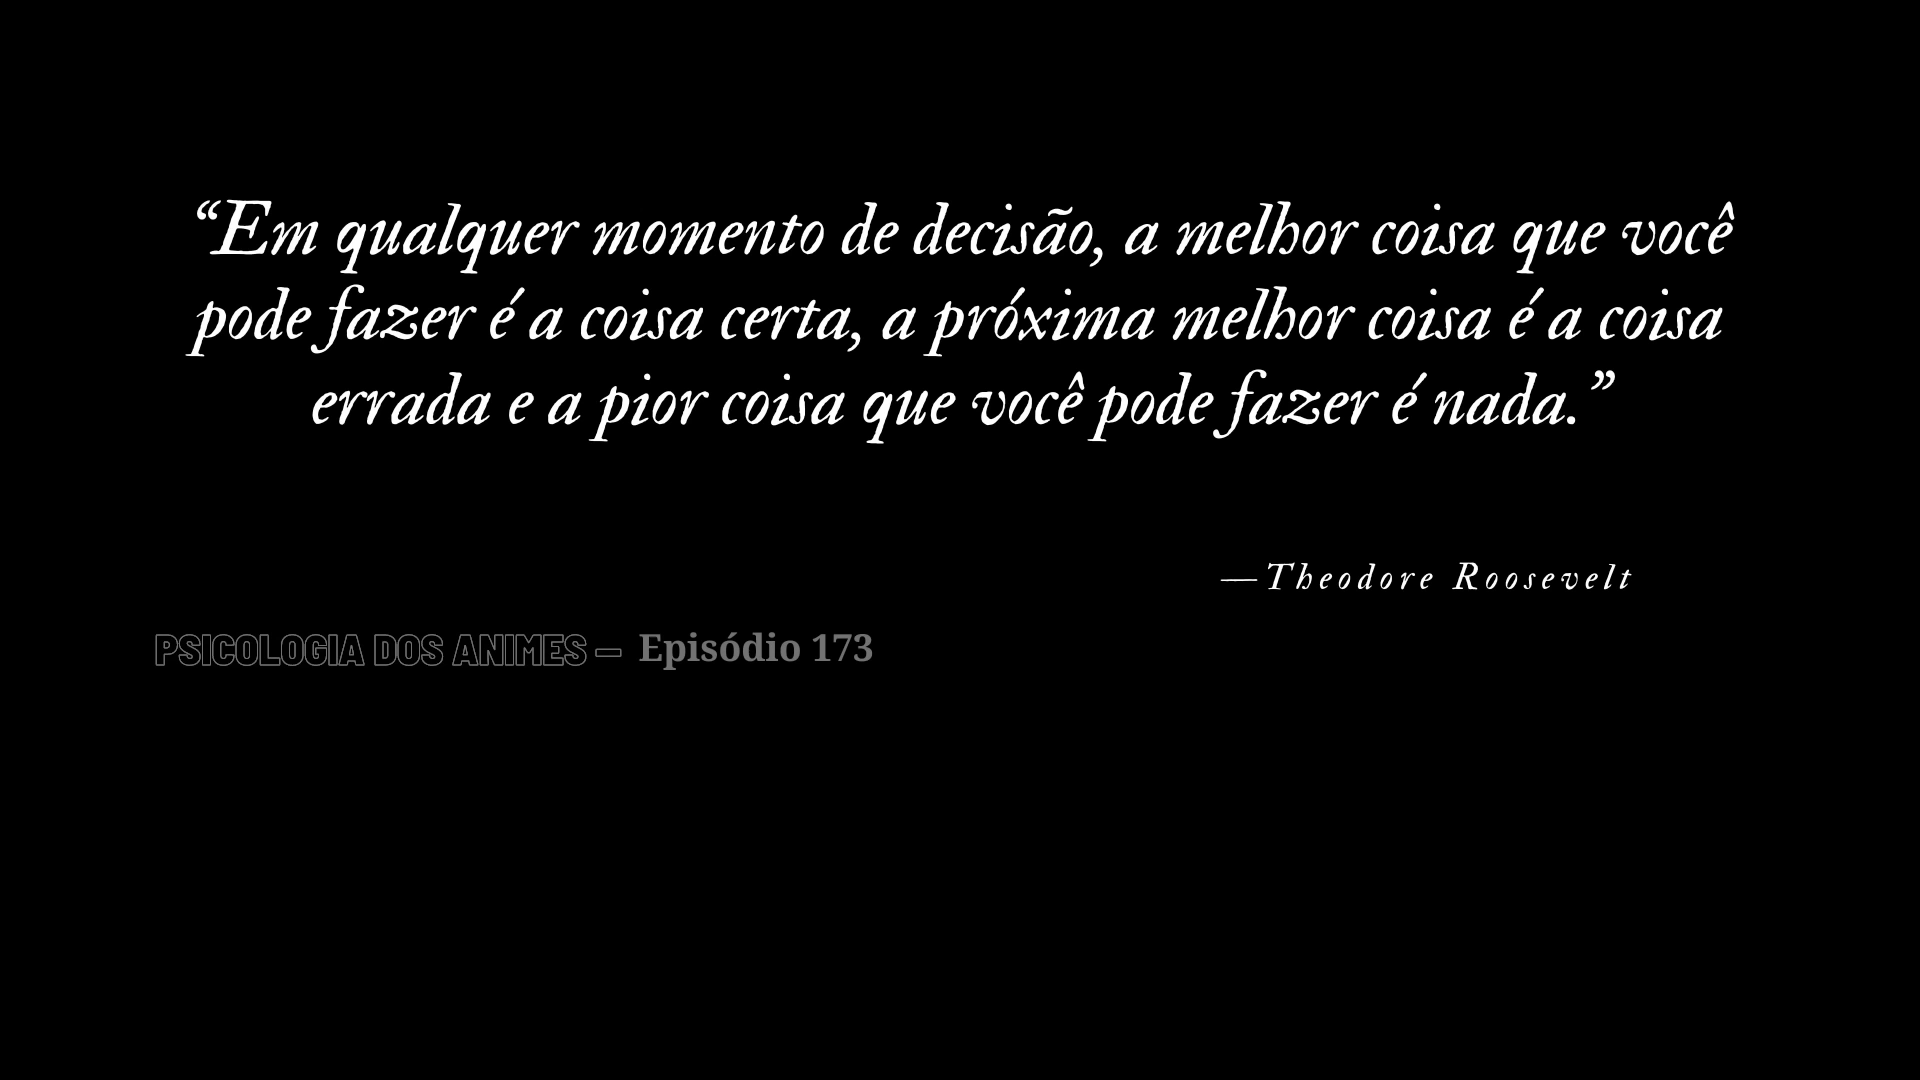 “Em qualquer momento de decisão, a melhor coisa que você
pode fazer é a coisa certa, a próxima melhor coisa é a coisa
errada e a pior coisa que você pode fazer é nada.”
—Theodore Roosevelt
PSICOLOGIA DOS ANIMES — Episódio 173